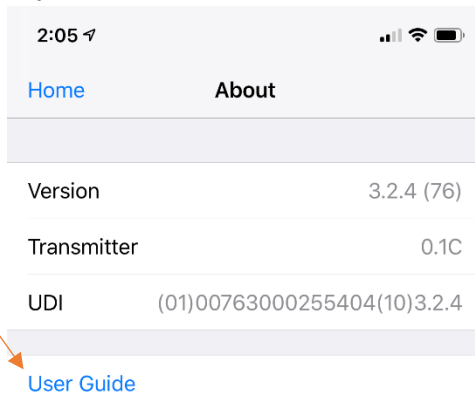 2:05
Home About
Version 3.2.4 (76)
Transmitter 0.1C
UDI (01)00763000255404(10)3.2.4
User Guide